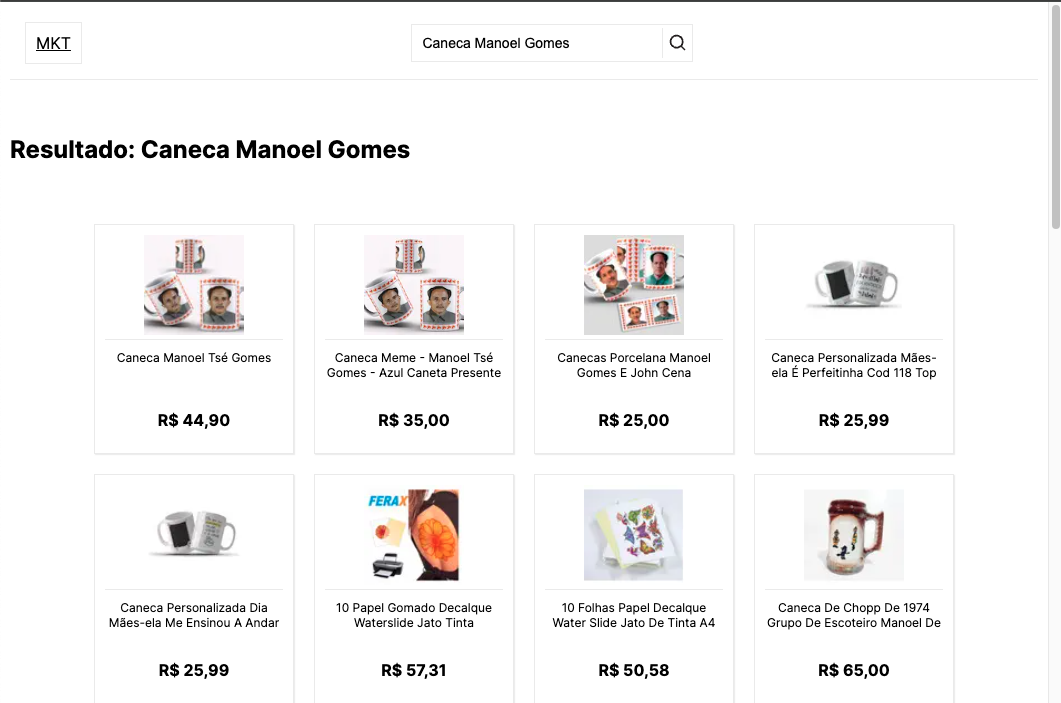 MKT
Caneca Manoel Gomes
Resultado: Caneca Manoel Gomes
Caneca Manoel Tsé Gomes
R$ 44,90
Caneca Meme - Manoel Tsé
Gomes - Azul Caneta Presente
R$ 35,00
Canecas Porcelana Manoel
Gomes E John Cena
R$ 25,00
Caneca Personalizada Mães-
ela É Perfeitinha Cod 118 Top
R$ 25,99
Caneca Personalizada Dia
Mães-ela Me Ensinou A Andar
R$ 25,99
FERAX
10 Papel Gomado Decalque
Waterslide Jato Tinta
R$ 57,31
10 Folhas Papel Decalque
Water Slide Jato De Tinta A4
R$ 50,58
Caneca De Chopp De 1974
Grupo De Escoteiro Manoel De
R$ 65,00